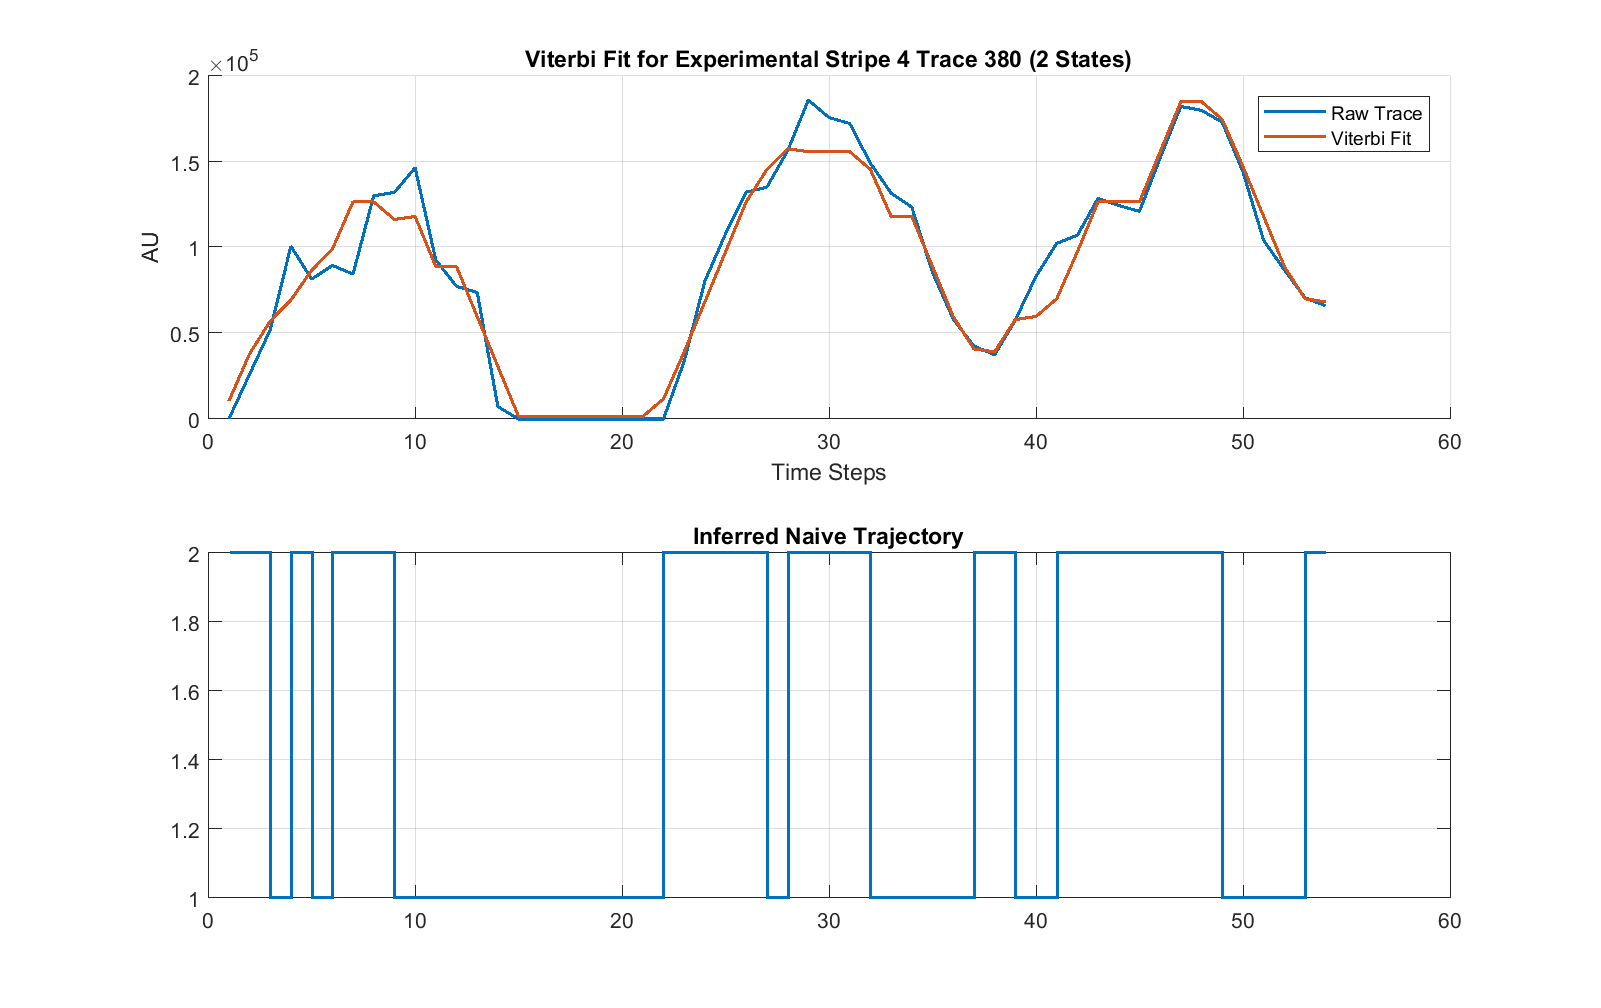 Viterbi Fit for Experimental Stripe 4 Trace 380 (2 States)
×10^5
2
1.5
1
0.5
0
AU
Raw Trace
Viterbi Fit
0 10 20 30 40 50 60
Time Steps
Inferred Naive Trajectory
2
1.8
1.6
1.4
1.2
1
0 10 20 30 40 50 60